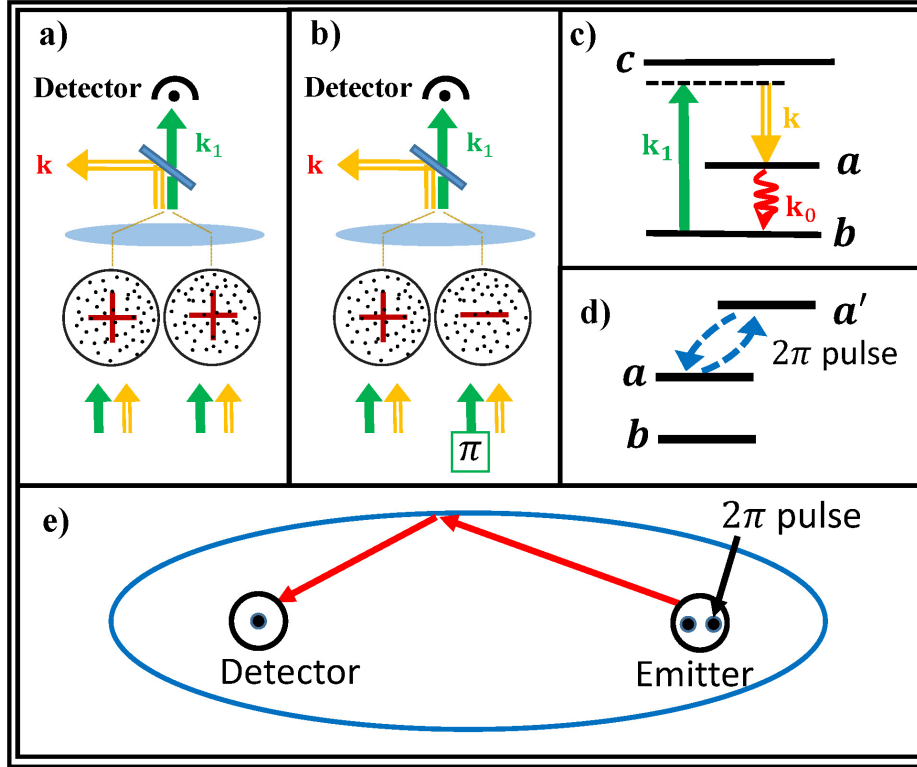 a)
Detector
k₁
k
+ +
b)
Detector
k₁
k
+ −
π
c)
c
k₁
k
a
k₀
b
d)
a′
2π pulse
a
b
e)
2π pulse
Detector
Emitter